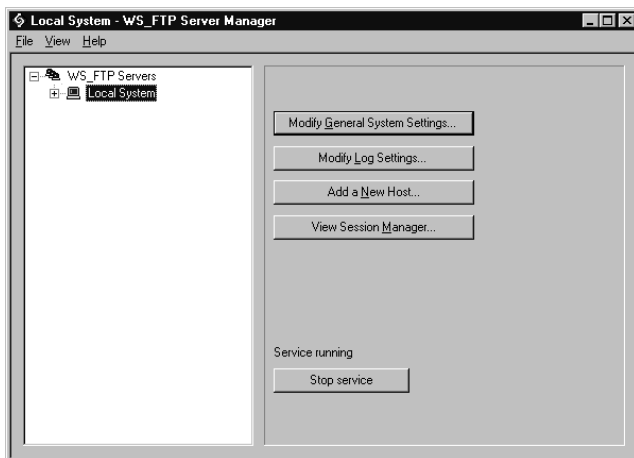 Local System - WS_FTP Server Manager
File View Help
WS_FTP Servers
Local System
Modify General System Settings...
Modify Log Settings...
Add a New Host...
View Session Manager...
Service running
Stop service